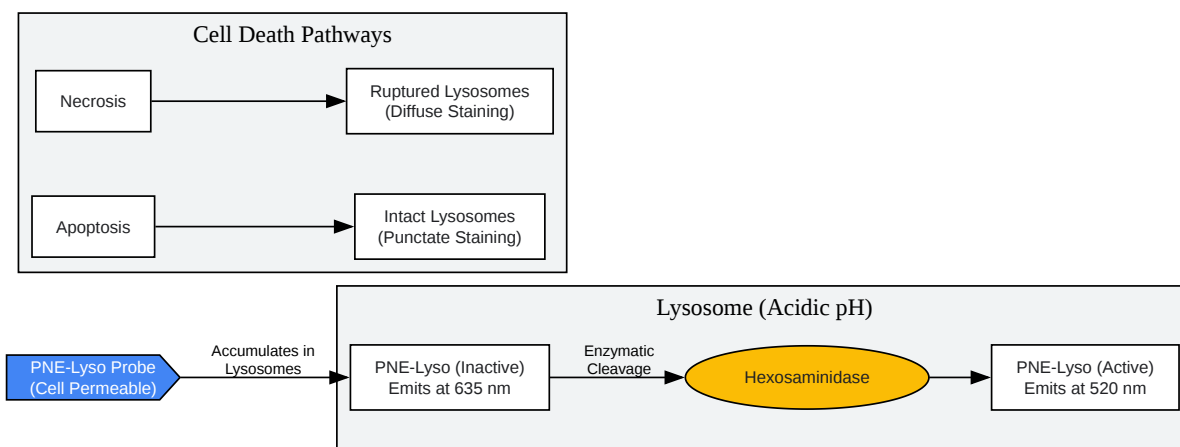 Cell Death Pathways
Necrosis
Ruptured Lysosomes
(Diffuse Staining)
Apoptosis
Intact Lysosomes
(Punctate Staining)
Lysosome (Acidic pH)
PNE-Lyso Probe
(Cell Permeable)
Accumulates in
Lysosomes
PNE-Lyso (Inactive)
Emits at 635 nm
Enzymatic
Cleavage
Hexosaminidase
PNE-Lyso (Active)
Emits at 520 nm